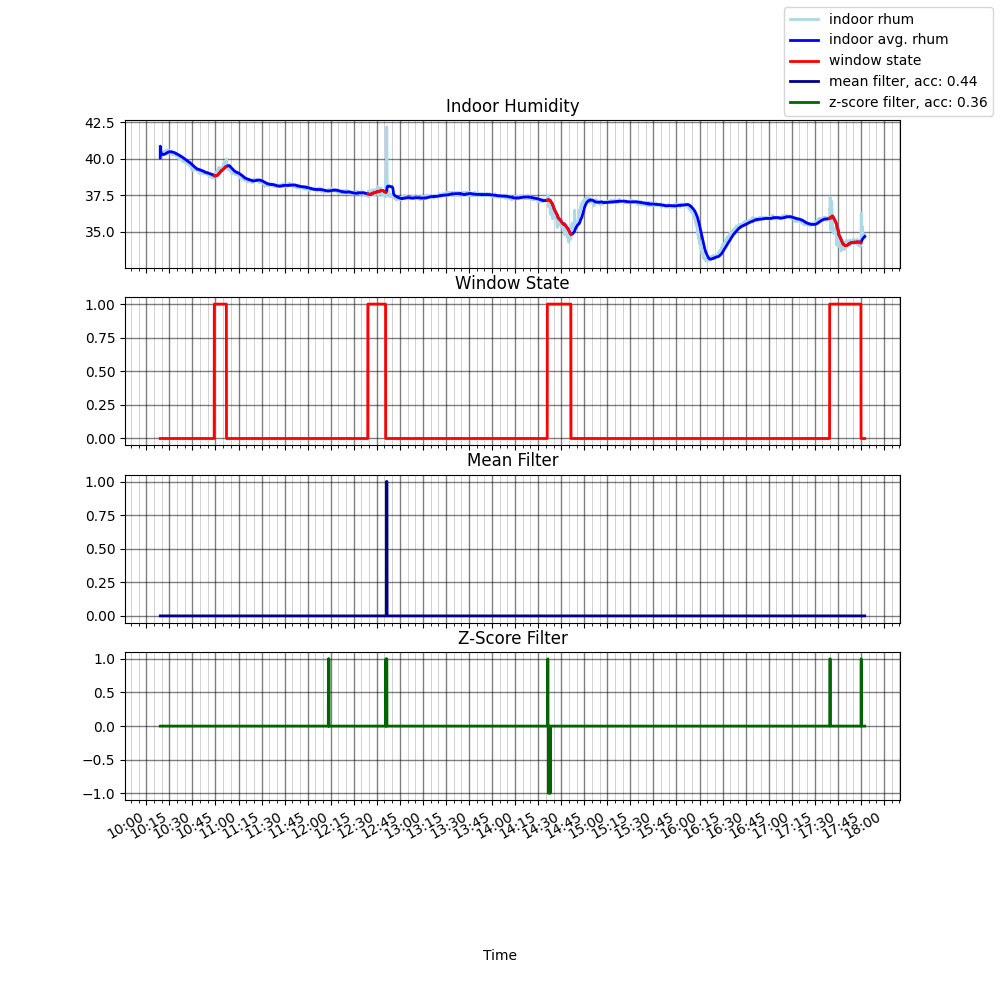 indoor rhum
indoor avg. rhum
window state
mean filter, acc: 0.44
z-score filter, acc: 0.36
Indoor Humidity
42.5
40.0
37.5
35.0
Window State
1.00
0.75
0.50
0.25
0.00
Mean Filter
1.00
0.75
0.50
0.25
0.00
Z-Score Filter
1.0
0.5
0.0
−0.5
−1.0
10:00 10:15 10:30 10:45 11:00 11:15 11:30 11:45 12:00 12:15 12:30 12:45 13:00 13:15 13:30 13:45 14:00 14:15 14:30 14:45 15:00 15:15 15:30 15:45 16:00 16:15 16:30 16:45 17:00 17:15 17:30 17:45 18:00
Time